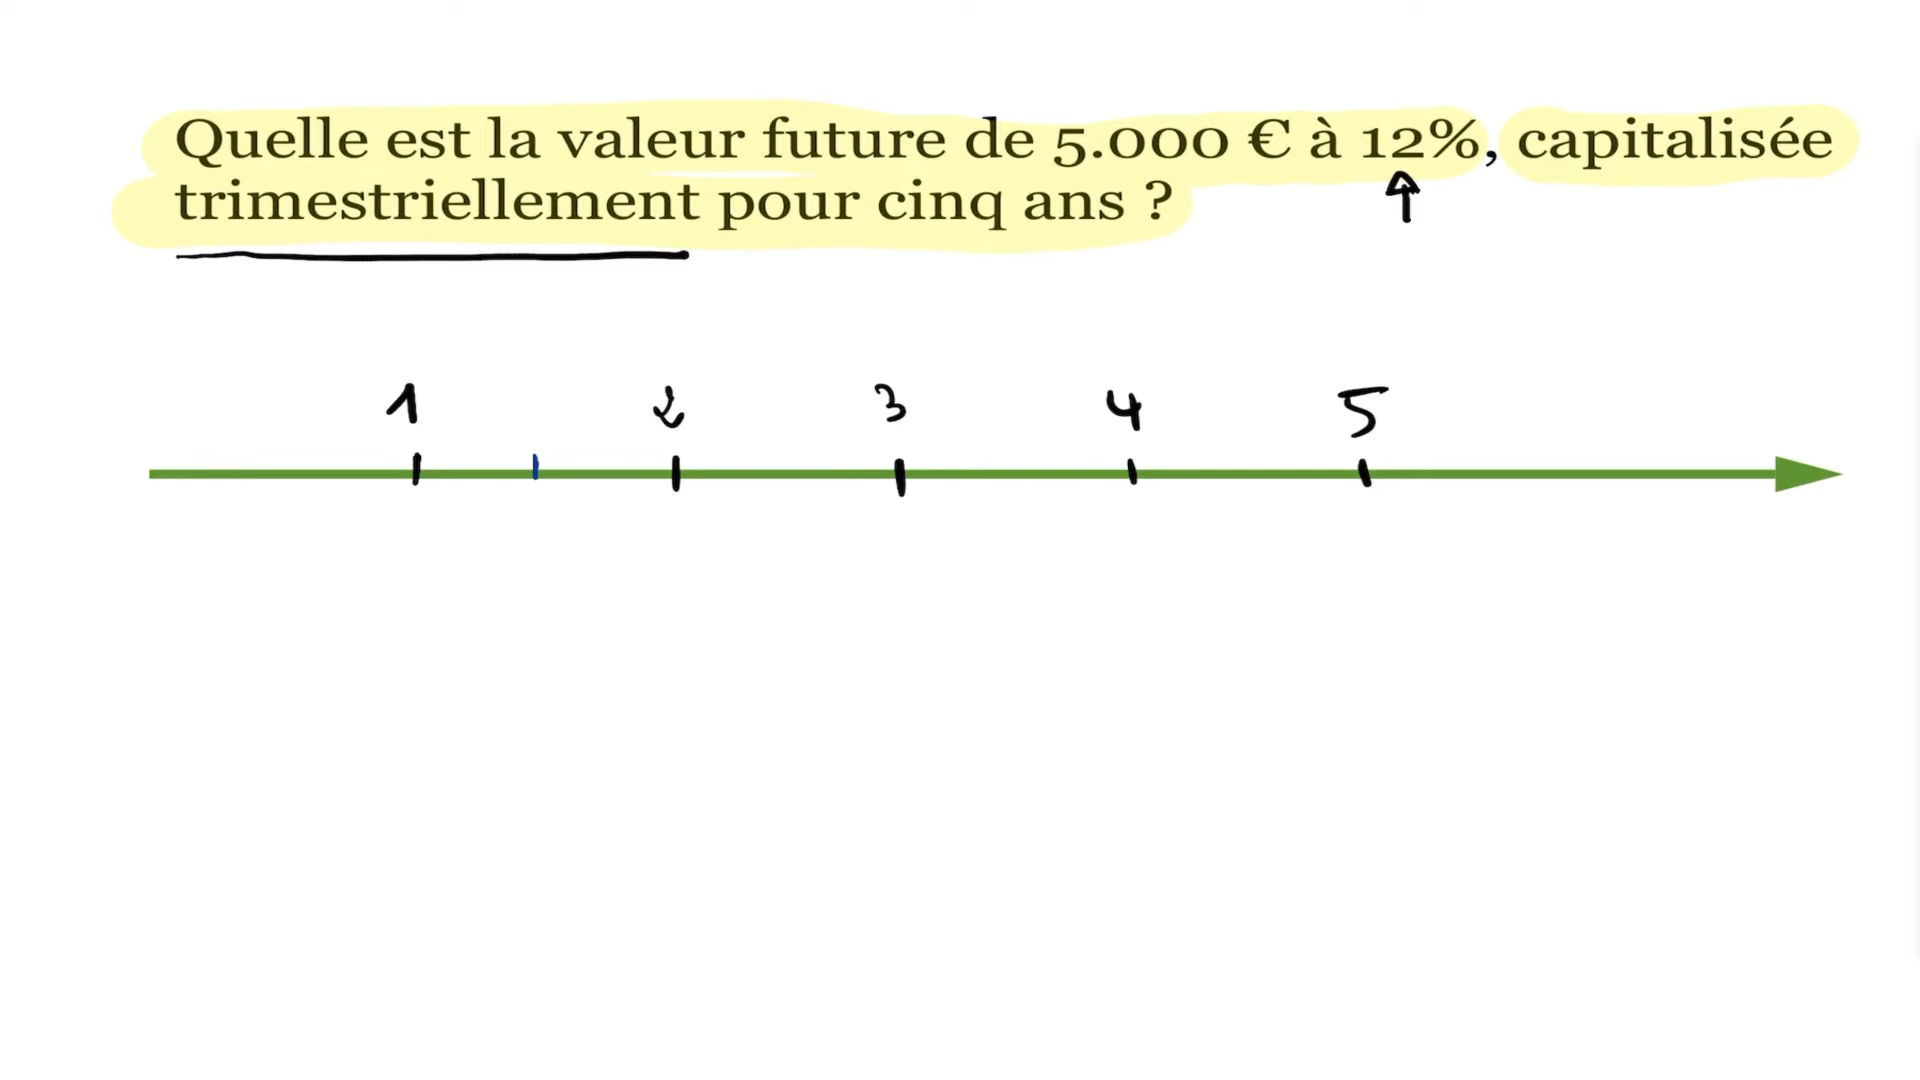 Quelle est la valeur future de 5.000 € à 12%, capitalisée
trimestriellement pour cinq ans ?
1 2 3 4 5